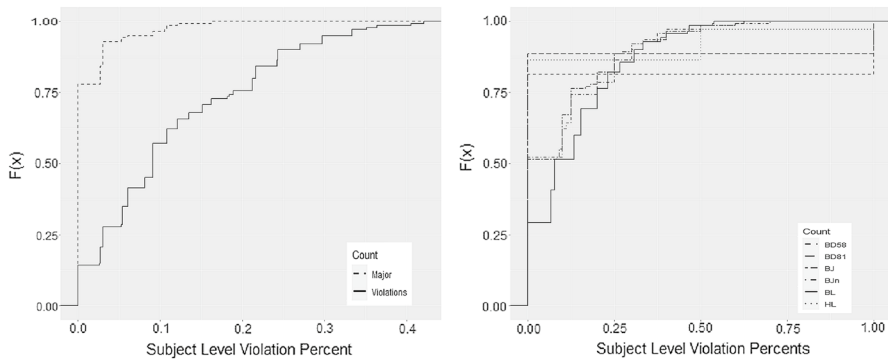 1.00
0.75
0.50
0.25
0.00
F(x)
0.0 0.1 0.2 0.3 0.4
Subject Level Violation Percent
Count
Major
Violations
1.00
0.75
0.50
0.25
0.00
F(x)
0.00 0.25 0.50 0.75 1.00
Subject Level Violation Percents
Count
BD58
BD81
BJ
BJn
BL
HL